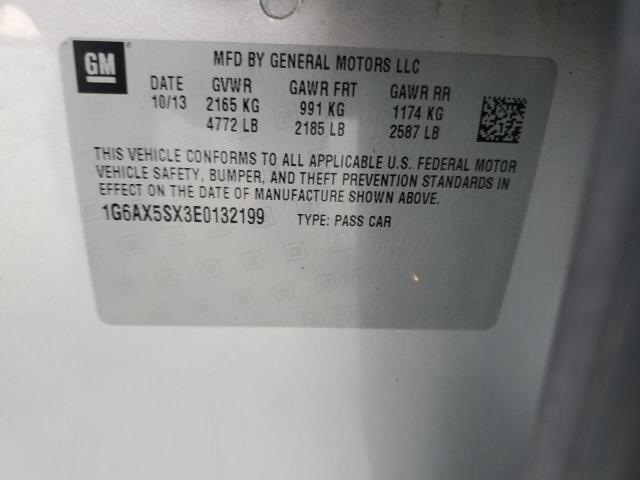 GM
MFD BY GENERAL MOTORS LLC
DATE GVWR GAWR FRT GAWR RR
10/13 2165 KG 991 KG 1174 KG
4772 LB 2185 LB 2587 LB
THIS VEHICLE CONFORMS TO ALL APPLICABLE U.S. FEDERAL MOTOR
VEHICLE SAFETY, BUMPER, AND THEFT PREVENTION STANDARDS IN
EFFECT ON THE DATE OF MANUFACTURE SHOWN ABOVE.
1G6AX5SX3E0132199 TYPE: PASS CAR